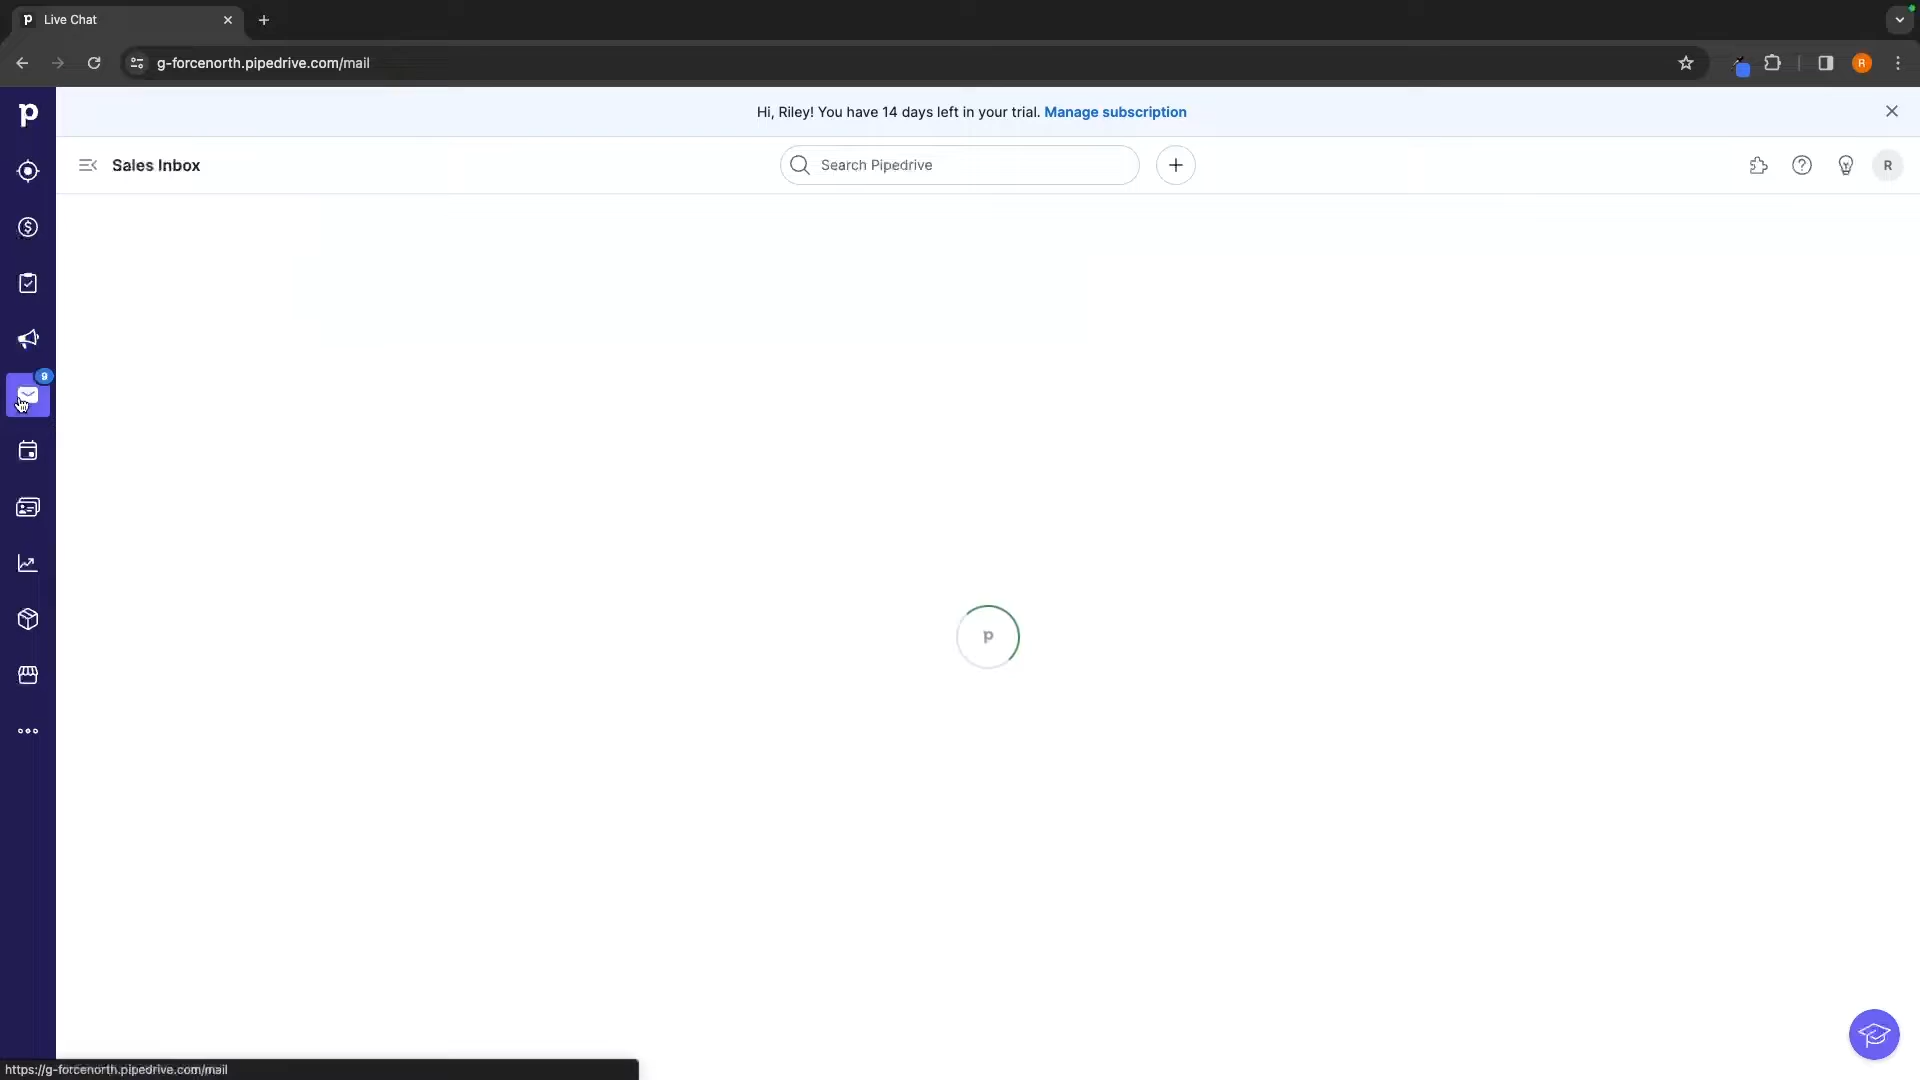 Live Chat
g-forcenorth.pipedrive.com/mail
R
Hi, Riley! You have 14 days left in your trial. Manage subscription
Sales Inbox
Search Pipedrive
R
9
p
https://g-forcenorth.pipedrive.com/mail